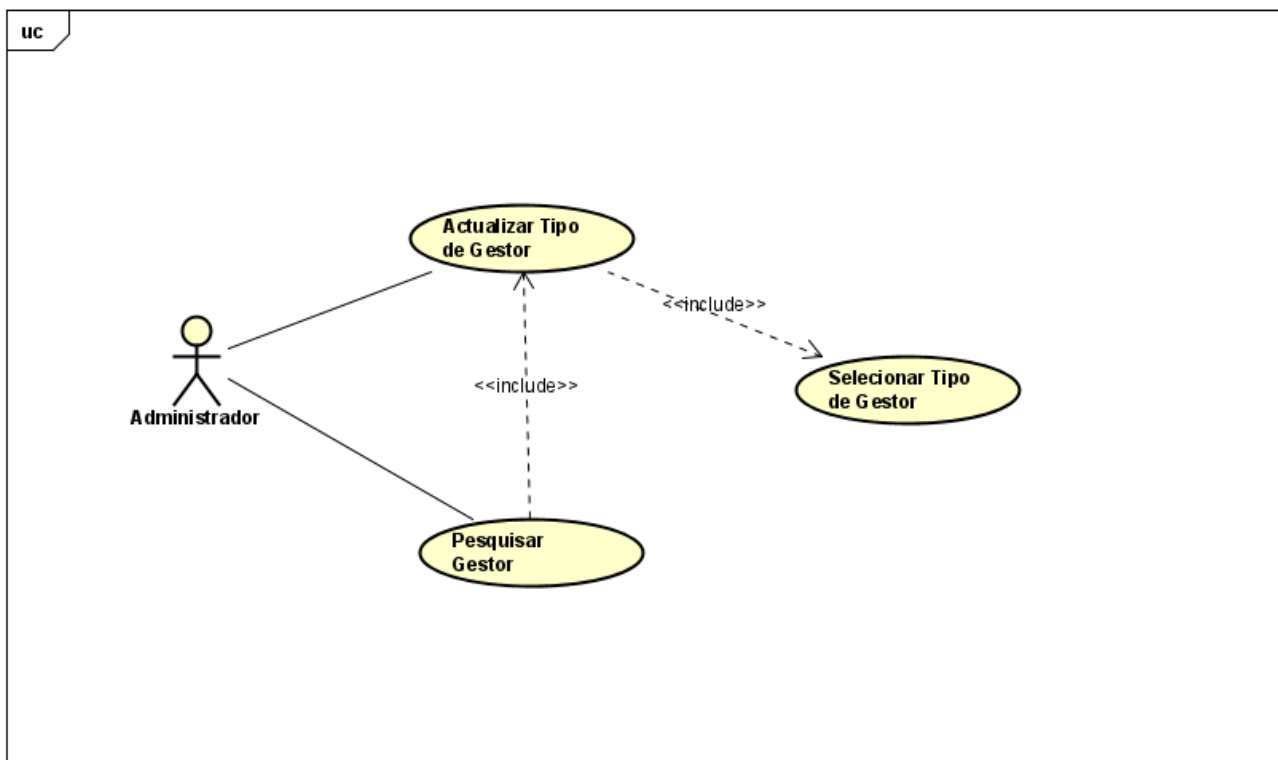 uc
Actualizar Tipo
de Gestor
<<include>>
Selecionar Tipo
de Gestor
<<include>>
Administrador
Pesquisar
Gestor